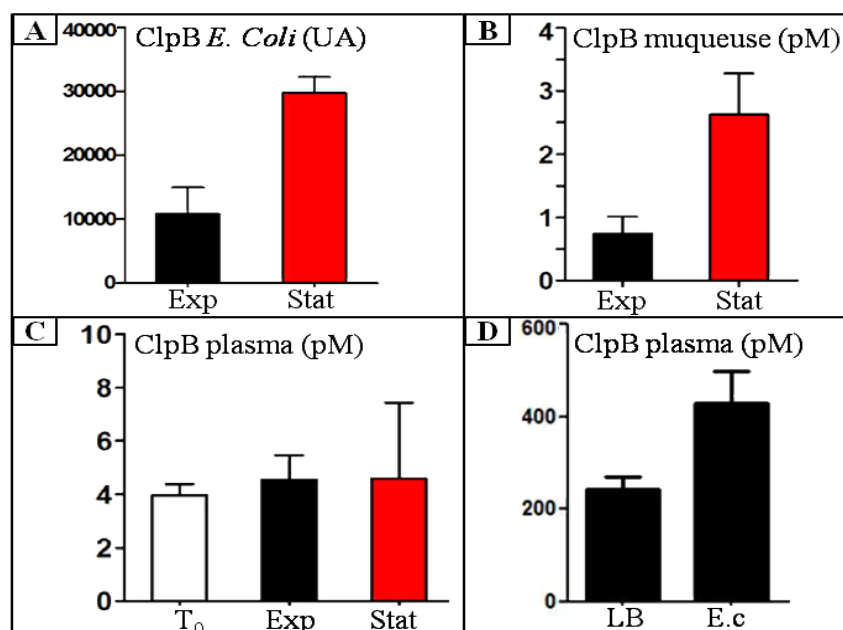 A
ClpB E. Coli (UA)
40000
30000
20000
10000
0
Exp Stat
B
ClpB muqueuse (pM)
4
3
2
1
0
Exp Stat
C
ClpB plasma (pM)
10
8
6
4
2
0
T0 Exp Stat
D
ClpB plasma (pM)
600
400
200
0
LB E.c